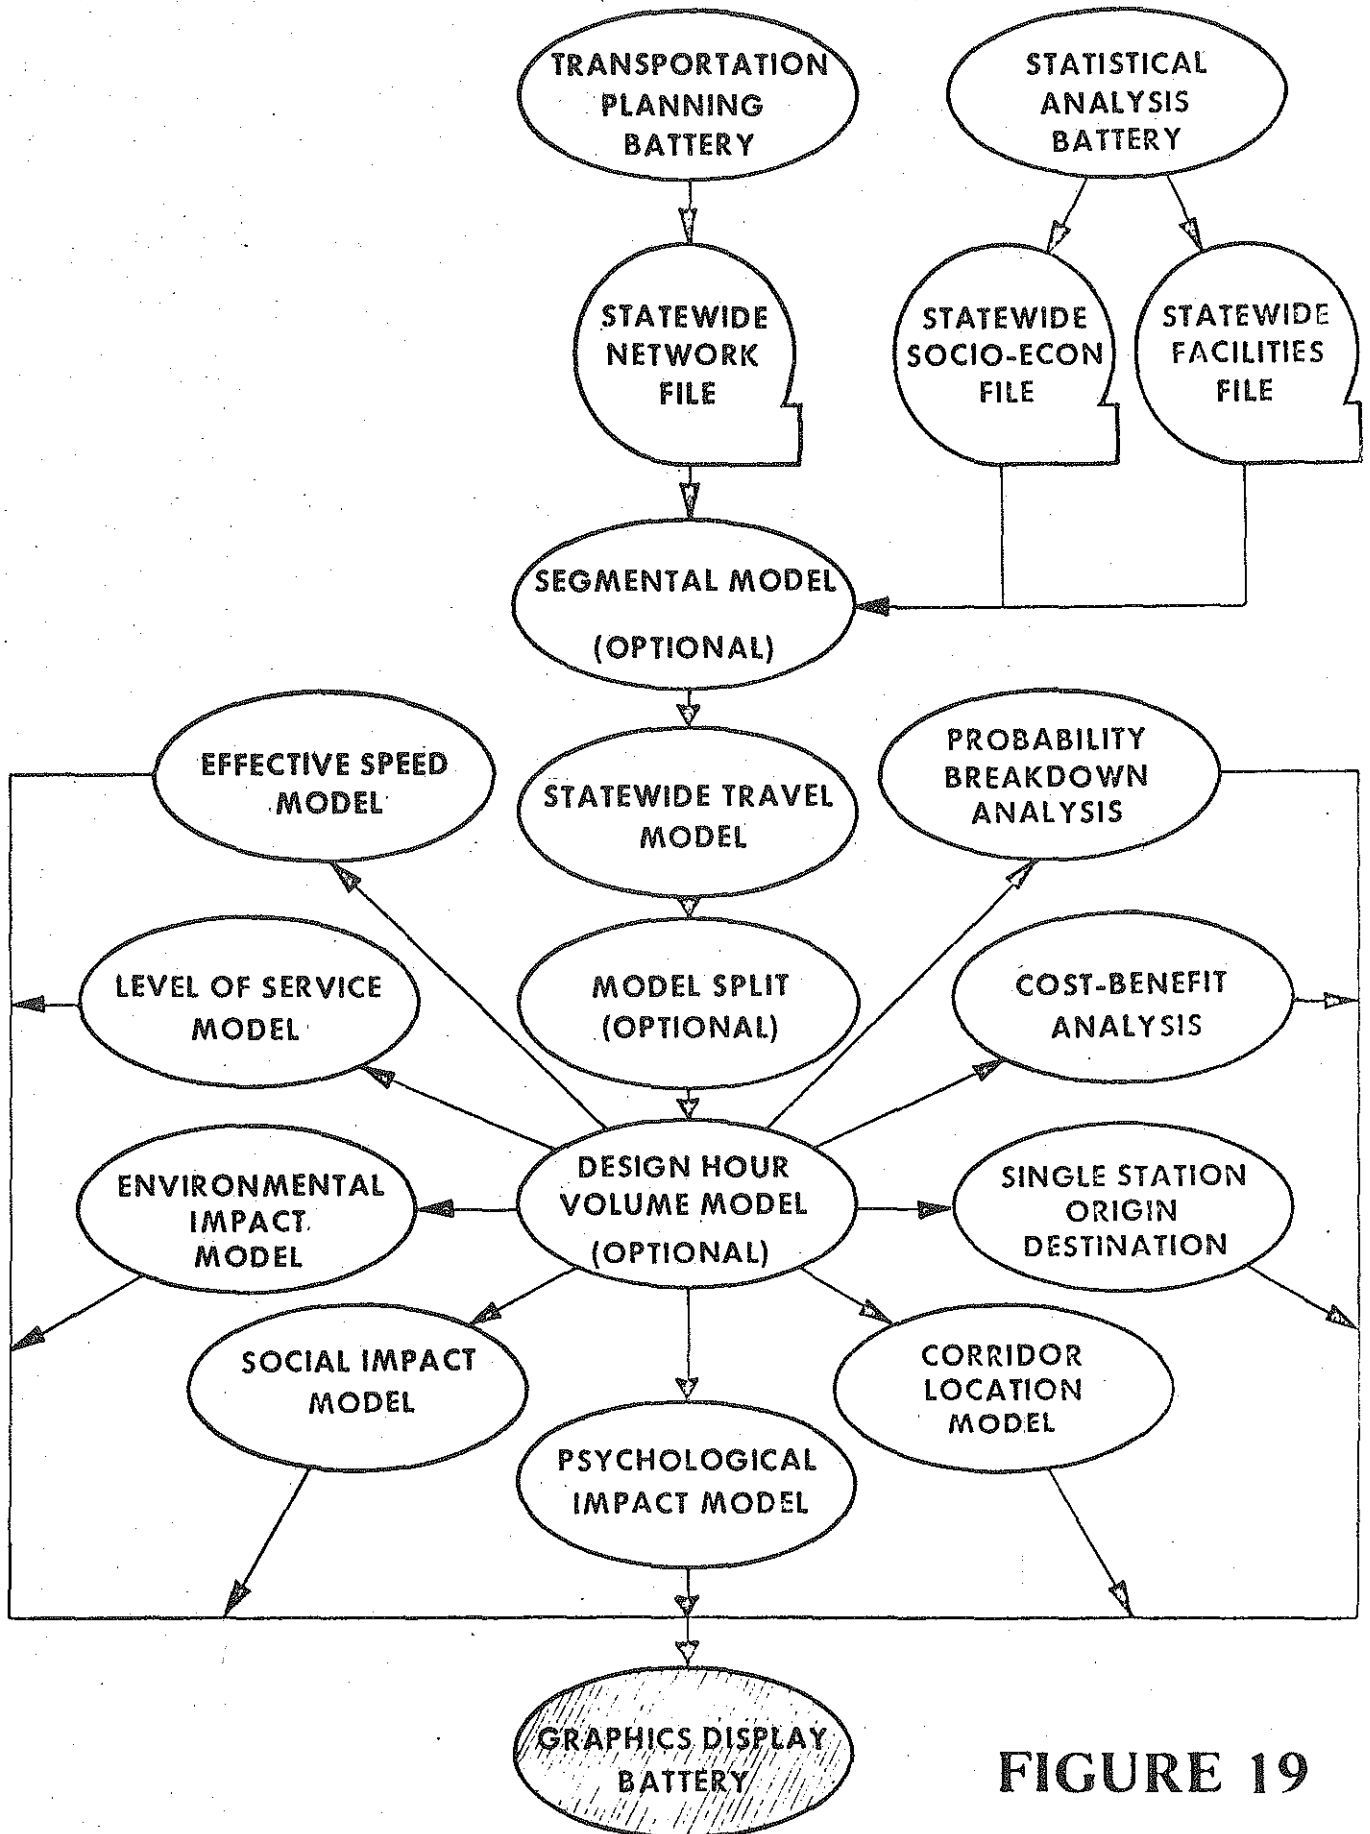 TRANSPORTATION
PLANNING
BATTERY
STATISTICAL
ANALYSIS
BATTERY
STATEWIDE
NETWORK
FILE
STATEWIDE
SOCIO-ECON
FILE
STATEWIDE
FACILITIES
FILE
SEGMENTAL MODEL
(OPTIONAL)
EFFECTIVE SPEED
MODEL
STATEWIDE TRAVEL
MODEL
PROBABILITY
BREAKDOWN
ANALYSIS
LEVEL OF SERVICE
MODEL
MODEL SPLIT
(OPTIONAL)
COST-BENEFIT
ANALYSIS
ENVIRONMENTAL
IMPACT
MODEL
DESIGN HOUR
VOLUME MODEL
(OPTIONAL)
SINGLE STATION
ORIGIN
DESTINATION
SOCIAL IMPACT
MODEL
PSYCHOLOGICAL
IMPACT MODEL
CORRIDOR
LOCATION
MODEL
GRAPHICS DISPLAY
BATTERY
FIGURE 19